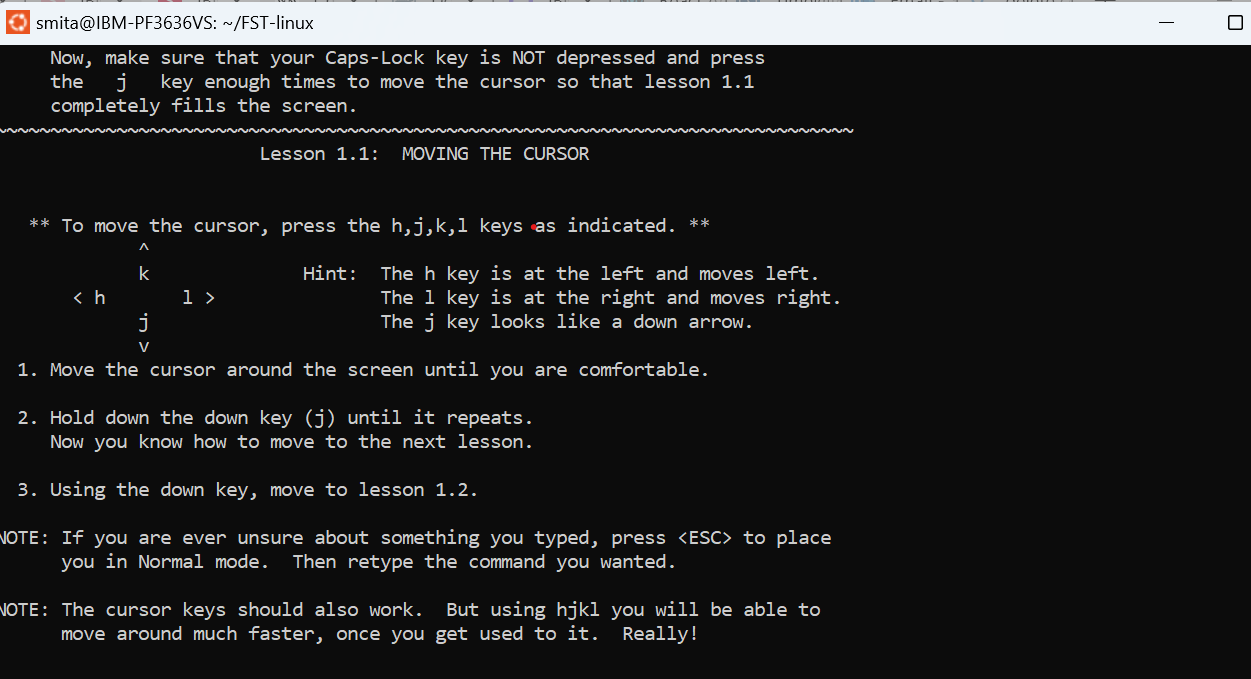 smita@IBM-PF3636VS: ~/FST-linux
Now, make sure that your Caps-Lock key is NOT depressed and press
the   j   key enough times to move the cursor so that lesson 1.1
completely fills the screen.
~~~~~~~~~~~~~~~~~~~~~~~~~~~~~~~~~~~~~~~~~~~~~~~~~~~~~~~~~~~~~~~~~~~~~~~~~~~~~~
Lesson 1.1:  MOVING THE CURSOR
** To move the cursor, press the h,j,k,l keys as indicated. **
^
k              Hint:  The h key is at the left and moves left.
< h       l >               The l key is at the right and moves right.
j                     The j key looks like a down arrow.
v
1. Move the cursor around the screen until you are comfortable.
2. Hold down the down key (j) until it repeats.
Now you know how to move to the next lesson.
3. Using the down key, move to lesson 1.2.
NOTE: If you are ever unsure about something you typed, press <ESC> to place
you in Normal mode.  Then retype the command you wanted.
NOTE: The cursor keys should also work.  But using hjkl you will be able to
move around much faster, once you get used to it.  Really!